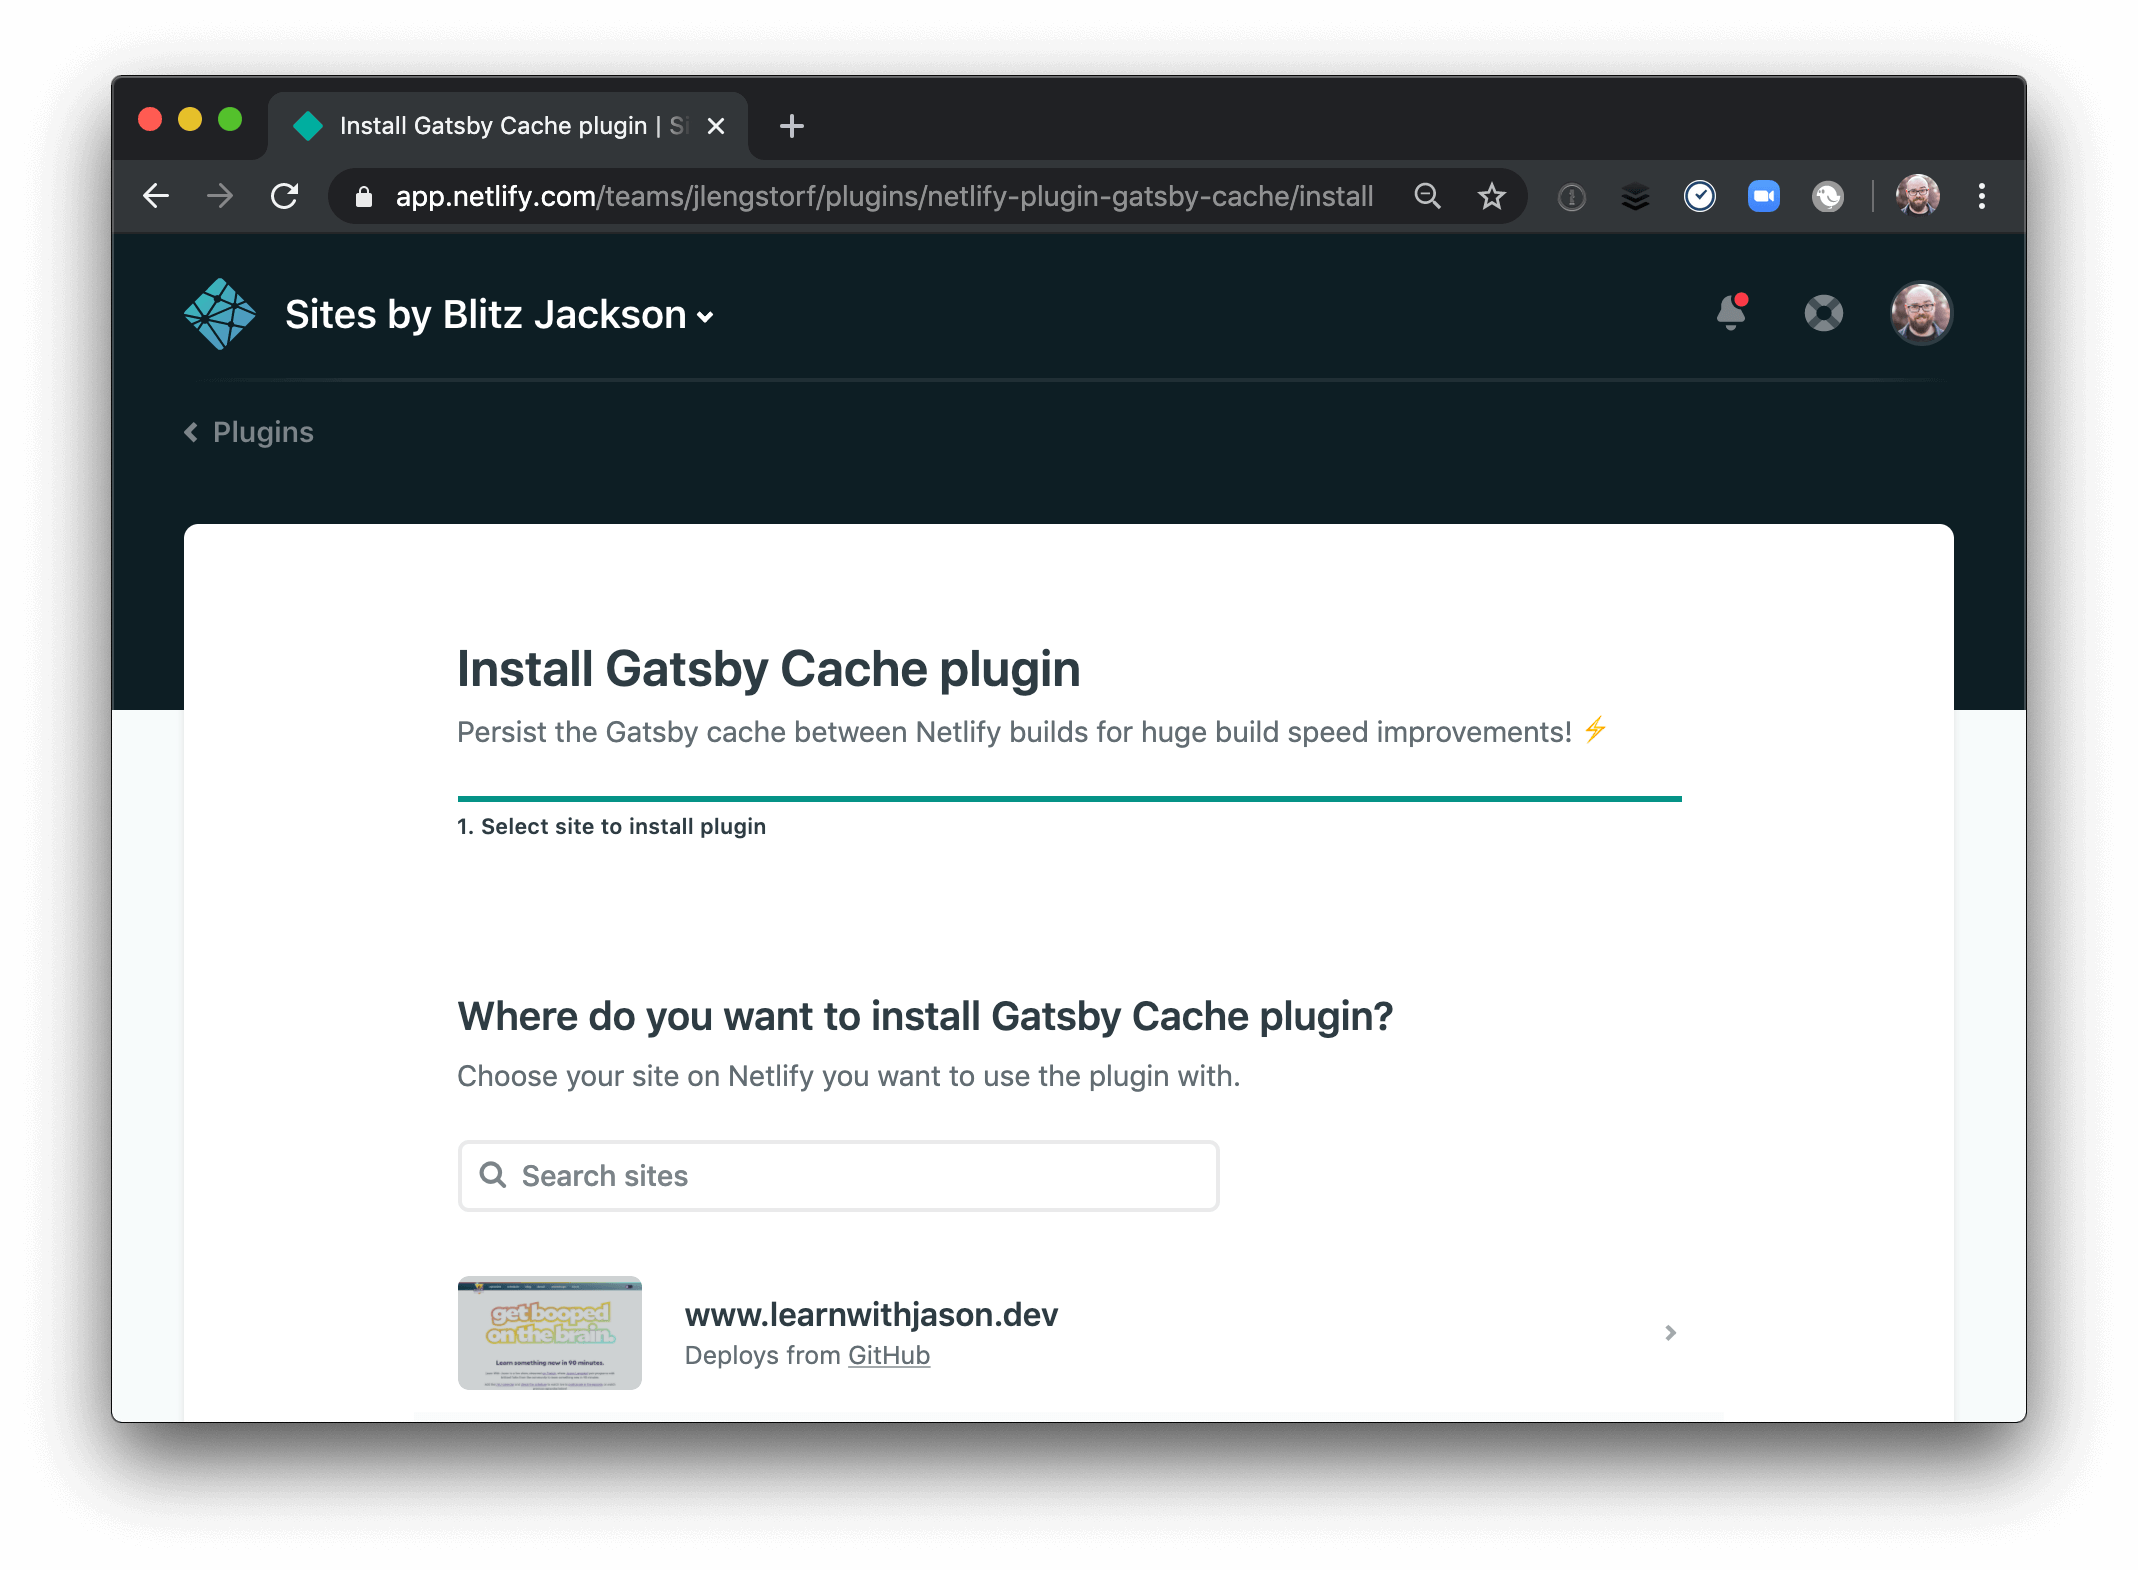 Install Gatsby Cache plugin | Si
app.netlify.com/teams/jlengstorf/plugins/netlify-plugin-gatsby-cache/install
Sites by Blitz Jackson
Plugins
Install Gatsby Cache plugin
Persist the Gatsby cache between Netlify builds for huge build speed improvements! ⚡
1. Select site to install plugin
Where do you want to install Gatsby Cache plugin?
Choose your site on Netlify you want to use the plugin with.
Search sites
get booped
on the brain.
Learn something new in 90 minutes.
www.learnwithjason.dev
Deploys from GitHub